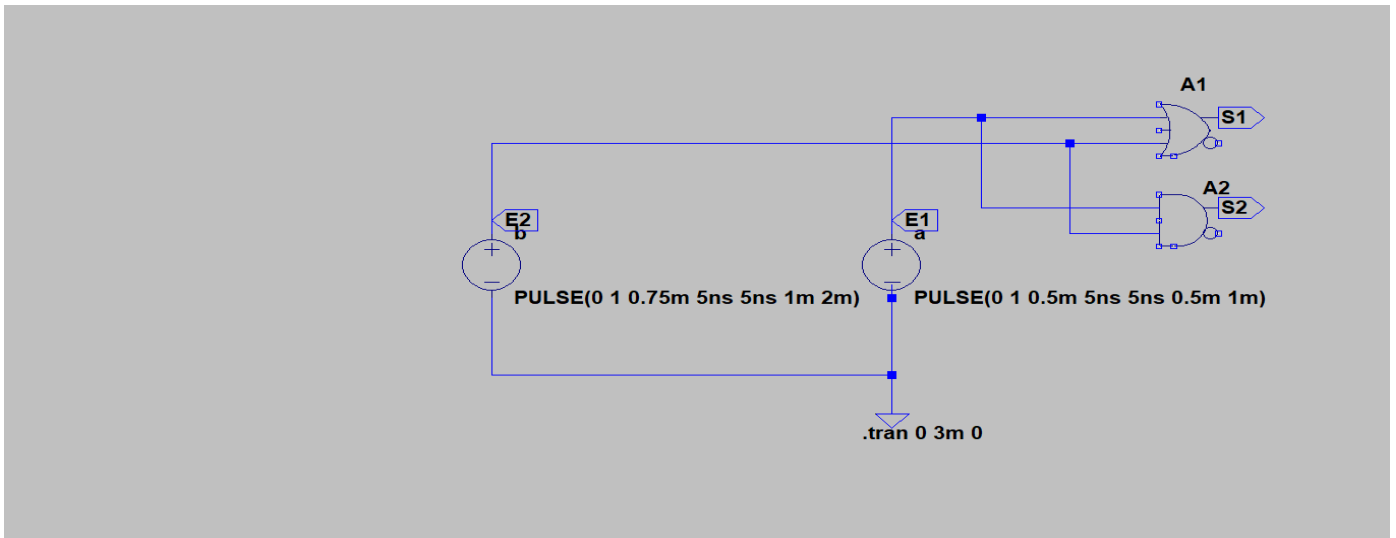 A1
S1
A2
S2
E2
b
E1
a
PULSE(0 1 0.75m 5ns 5ns 1m 2m)
PULSE(0 1 0.5m 5ns 5ns 0.5m 1m)
.tran 0 3m 0